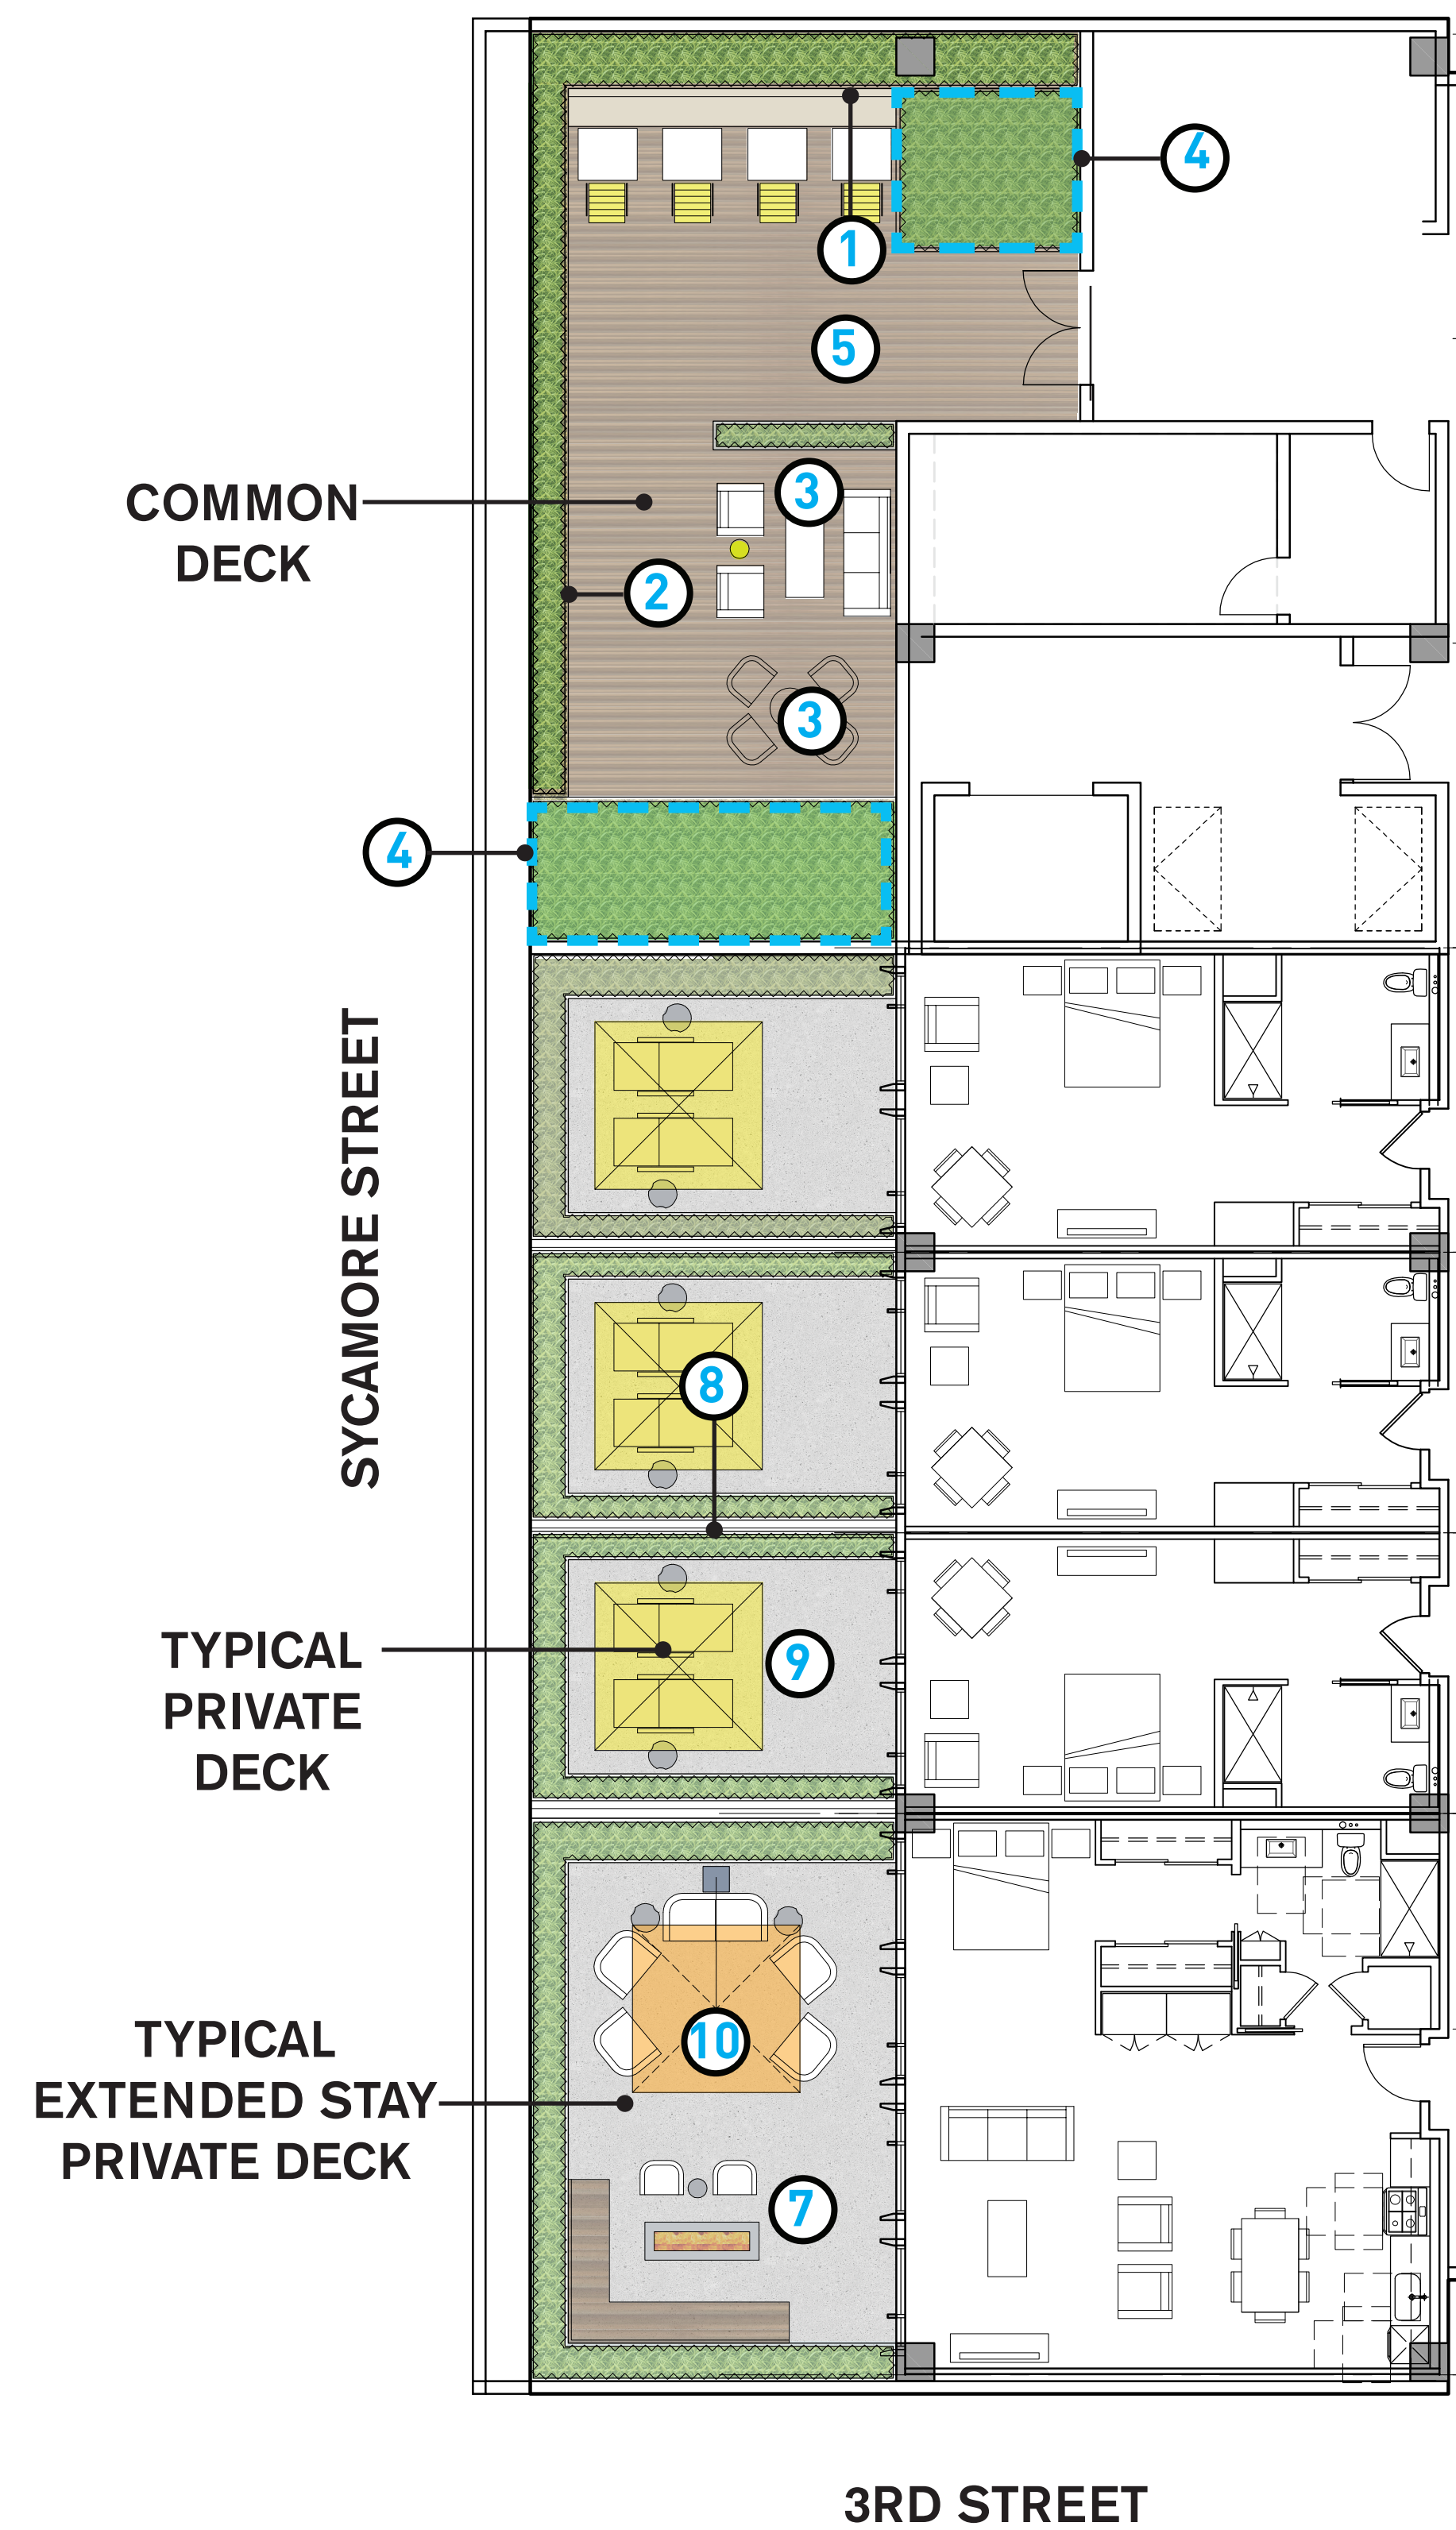 4
1
5
3
COMMON
DECK
2
3
4
SYCAMORE STREET
8
TYPICAL
PRIVATE
DECK
9
10
TYPICAL
EXTENDED STAY
PRIVATE DECK
7
3RD STREET